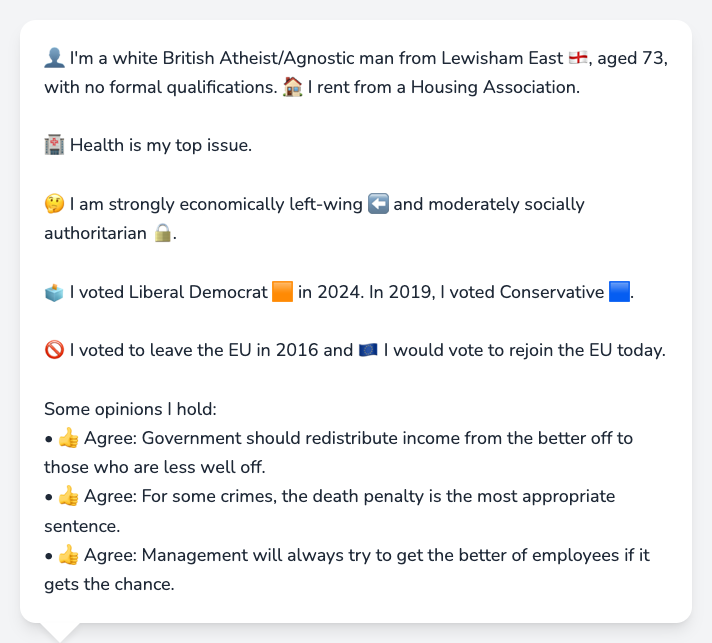 👤 I'm a white British Atheist/Agnostic man from Lewisham East 🏴󠁧󠁢󠁥󠁮󠁧󠁿, aged 73,
with no formal qualifications. 🏠 I rent from a Housing Association.
🏥 Health is my top issue.
🤔 I am strongly economically left-wing ⬅️ and moderately socially
authoritarian 🔒.
🗳️ I voted Liberal Democrat 🟧 in 2024. In 2019, I voted Conservative 🟦.
🚫 I voted to leave the EU in 2016 and 🇪🇺 I would vote to rejoin the EU today.
Some opinions I hold:
• 👍 Agree: Government should redistribute income from the better off to
those who are less well off.
• 👍 Agree: For some crimes, the death penalty is the most appropriate
sentence.
• 👍 Agree: Management will always try to get the better of employees if it
gets the chance.